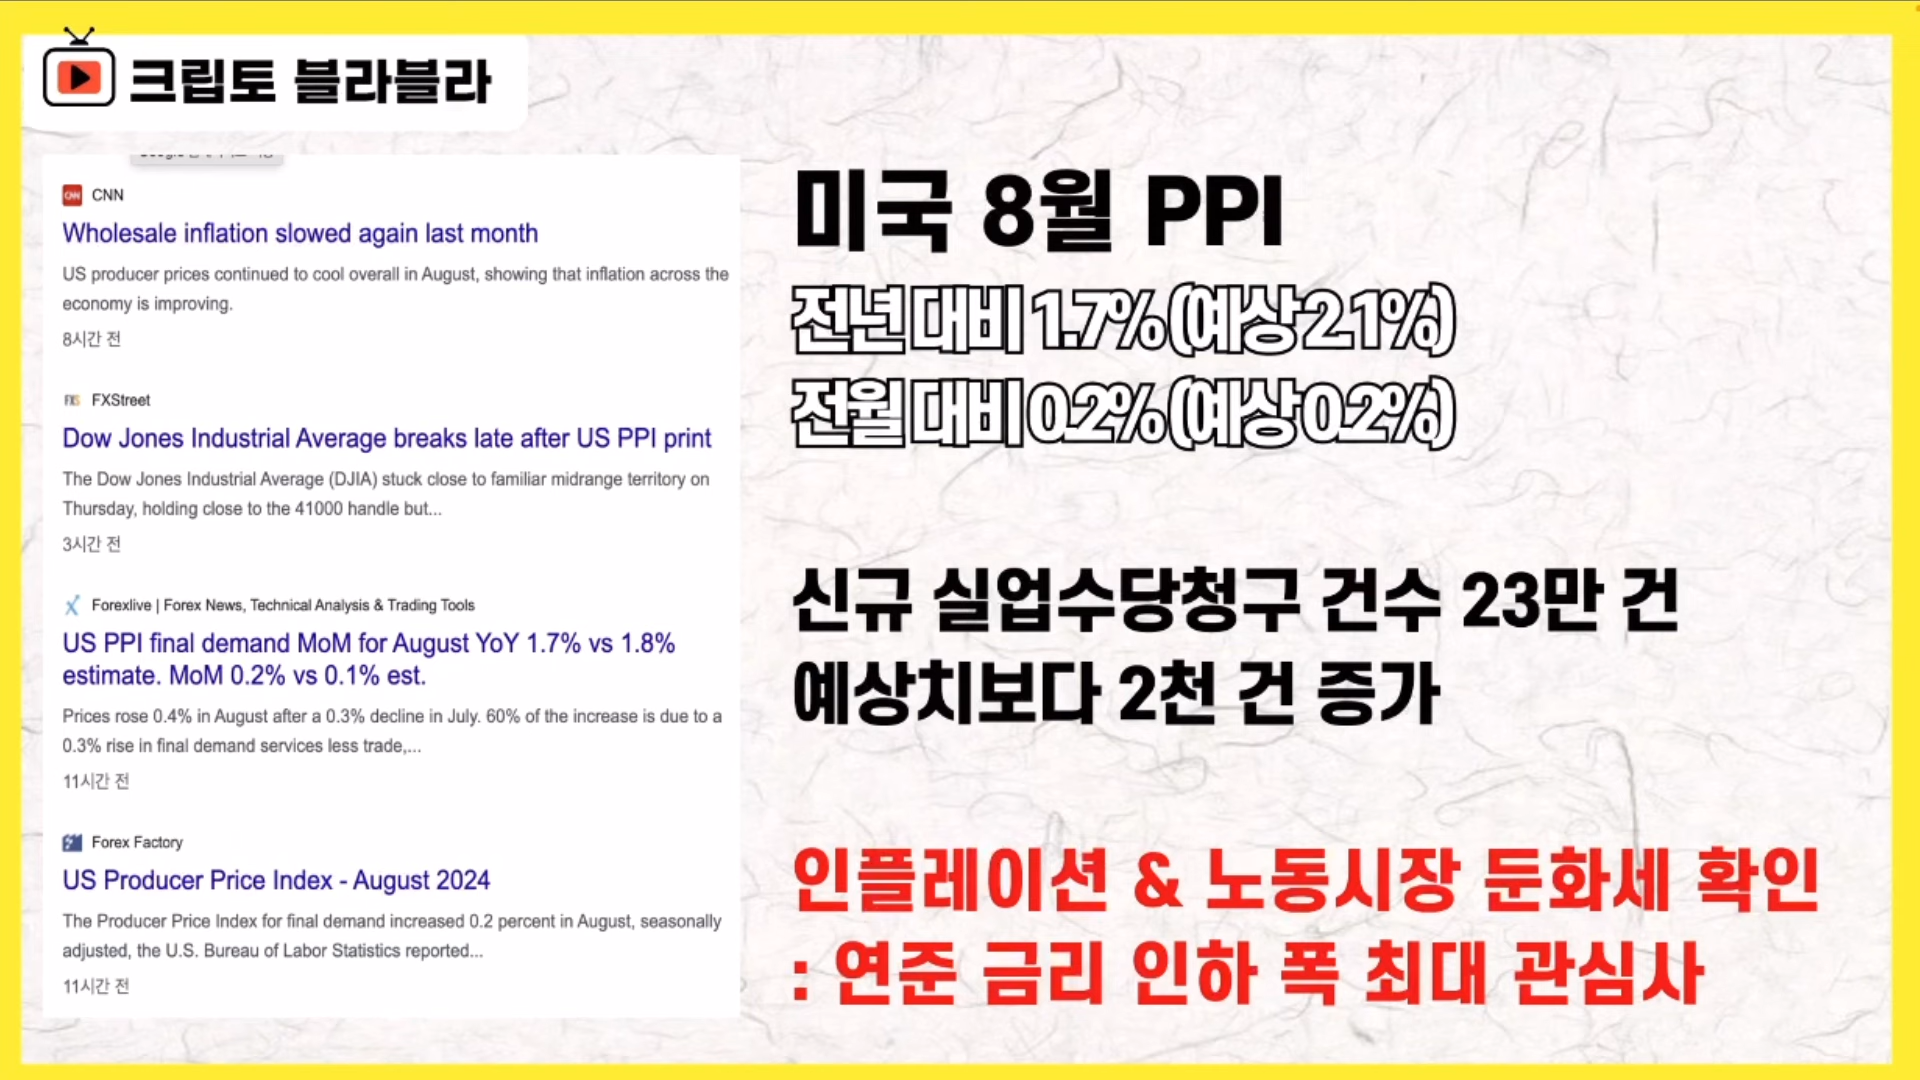 크립토 블라블라
CNN
Wholesale inflation slowed again last month
US producer prices continued to cool overall in August, showing that inflation across the
economy is improving.
8시간 전
FXStreet
Dow Jones Industrial Average breaks late after US PPI print
The Dow Jones Industrial Average (DJIA) stuck close to familiar midrange territory on
Thursday, holding close to the 41000 handle but...
3시간 전
Forexlive | Forex News, Technical Analysis & Trading Tools
US PPI final demand MoM for August YoY 1.7% vs 1.8%
estimate. MoM 0.2% vs 0.1% est.
Prices rose 0.4% in August after a 0.3% decline in July. 60% of the increase is due to a
0.3% rise in final demand services less trade,...
11시간 전
Forex Factory
US Producer Price Index - August 2024
The Producer Price Index for final demand increased 0.2 percent in August, seasonally
adjusted, the U.S. Bureau of Labor Statistics reported...
11시간 전
미국 8월 PPI
전년 대비 1.7% (예상 2.1%)
전월 대비 0.2% (예상 0.2%)
신규 실업수당청구 건수 23만 건
예상치보다 2천 건 증가
인플레이션 & 노동시장 둔화세 확인
: 연준 금리 인하 폭 최대 관심사